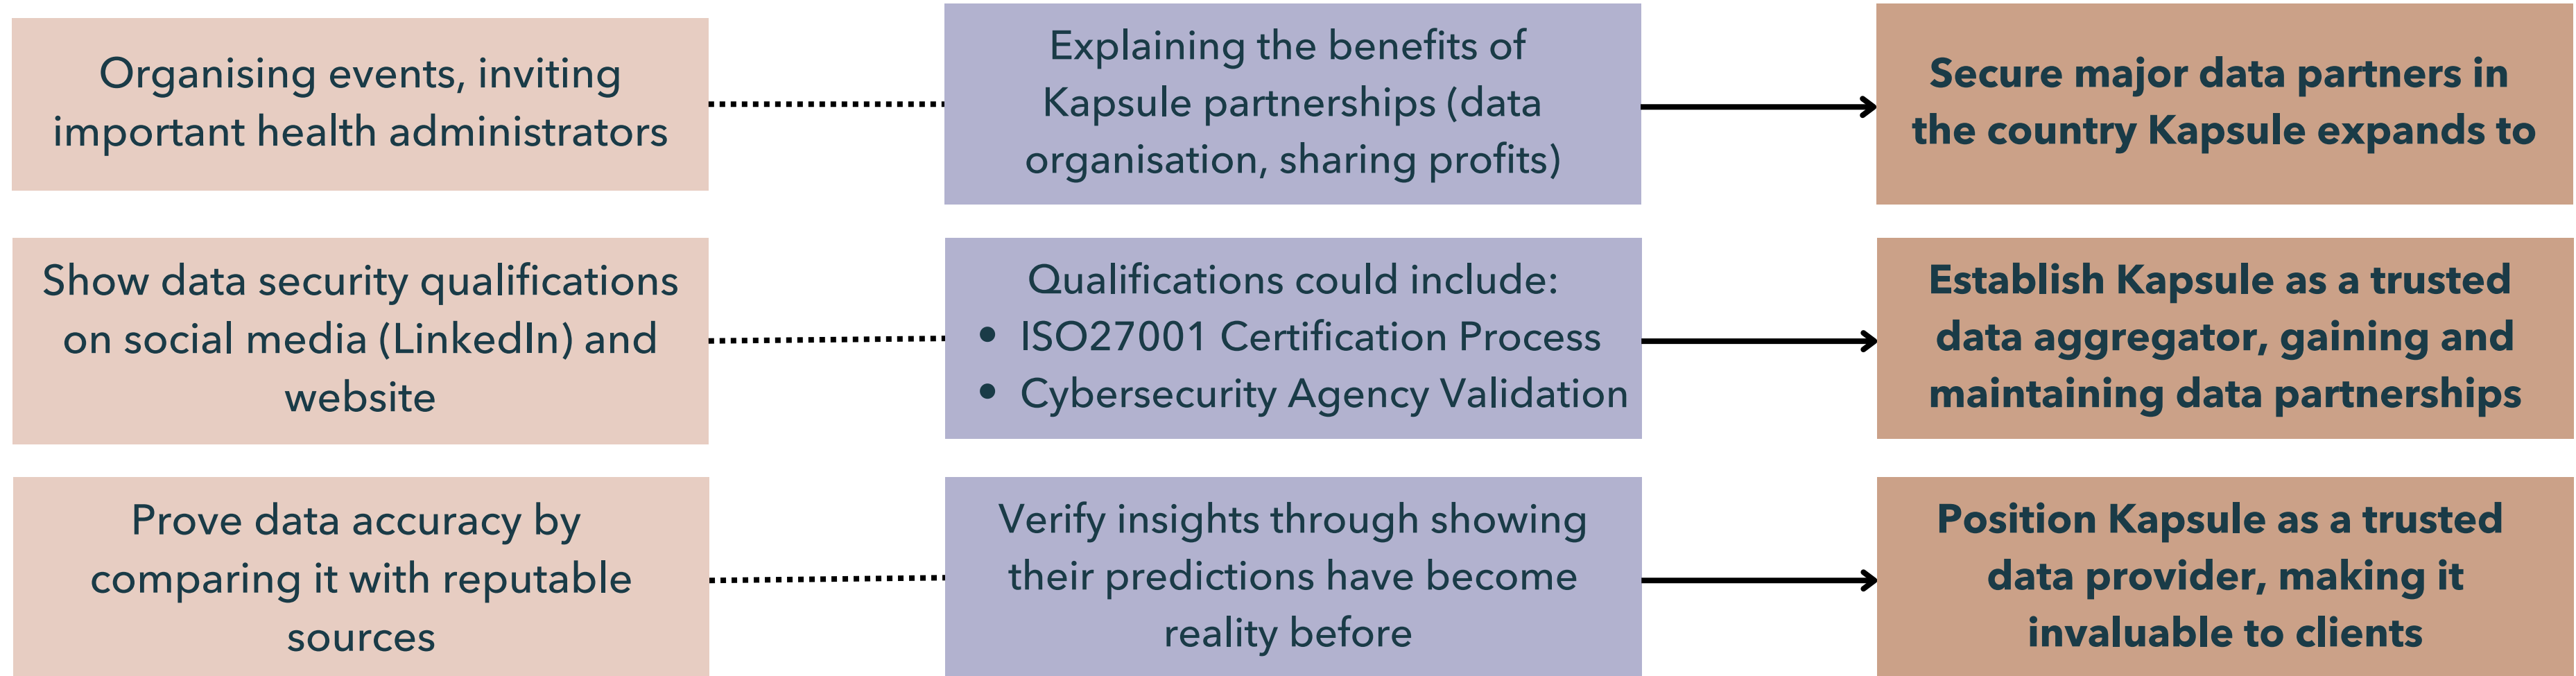 Organising events, inviting
important health administrators
Explaining the benefits of
Kapsule partnerships (data
organisation, sharing profits)
Secure major data partners in
the country Kapsule expands to
Show data security qualifications
on social media (LinkedIn) and
website
Qualifications could include:
• ISO27001 Certification Process
• Cybersecurity Agency Validation
Establish Kapsule as a trusted
data aggregator, gaining and
maintaining data partnerships
Prove data accuracy by
comparing it with reputable
sources
Verify insights through showing
their predictions have become
reality before
Position Kapsule as a trusted
data provider, making it
invaluable to clients